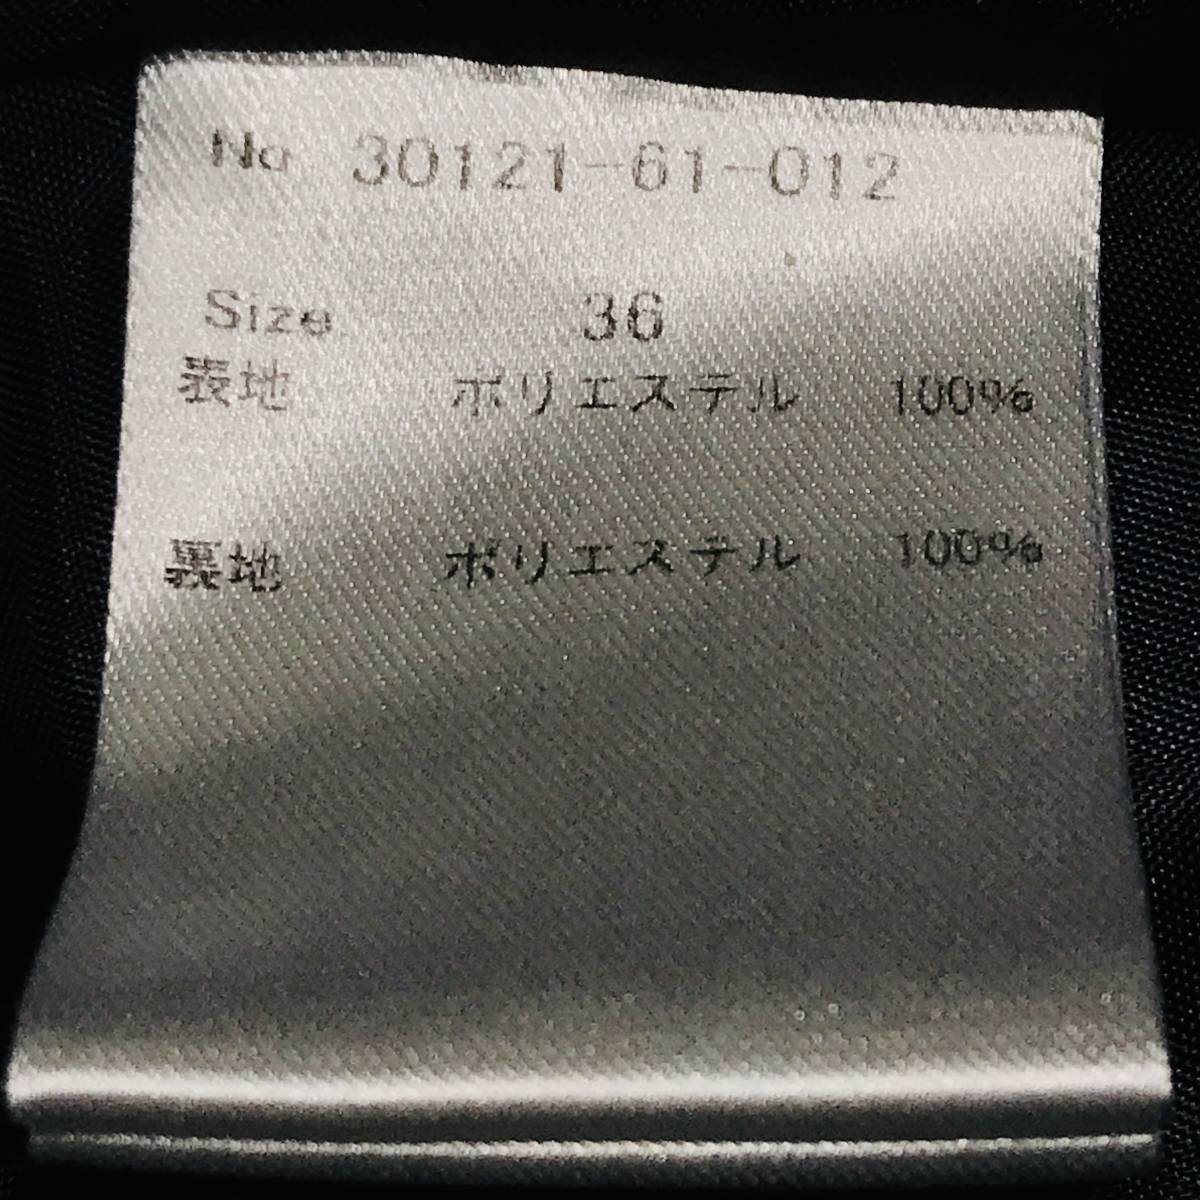 No 30121-61-012
Size 36
表地 ポリエステル 100%
裏地 ポリエステル 100%